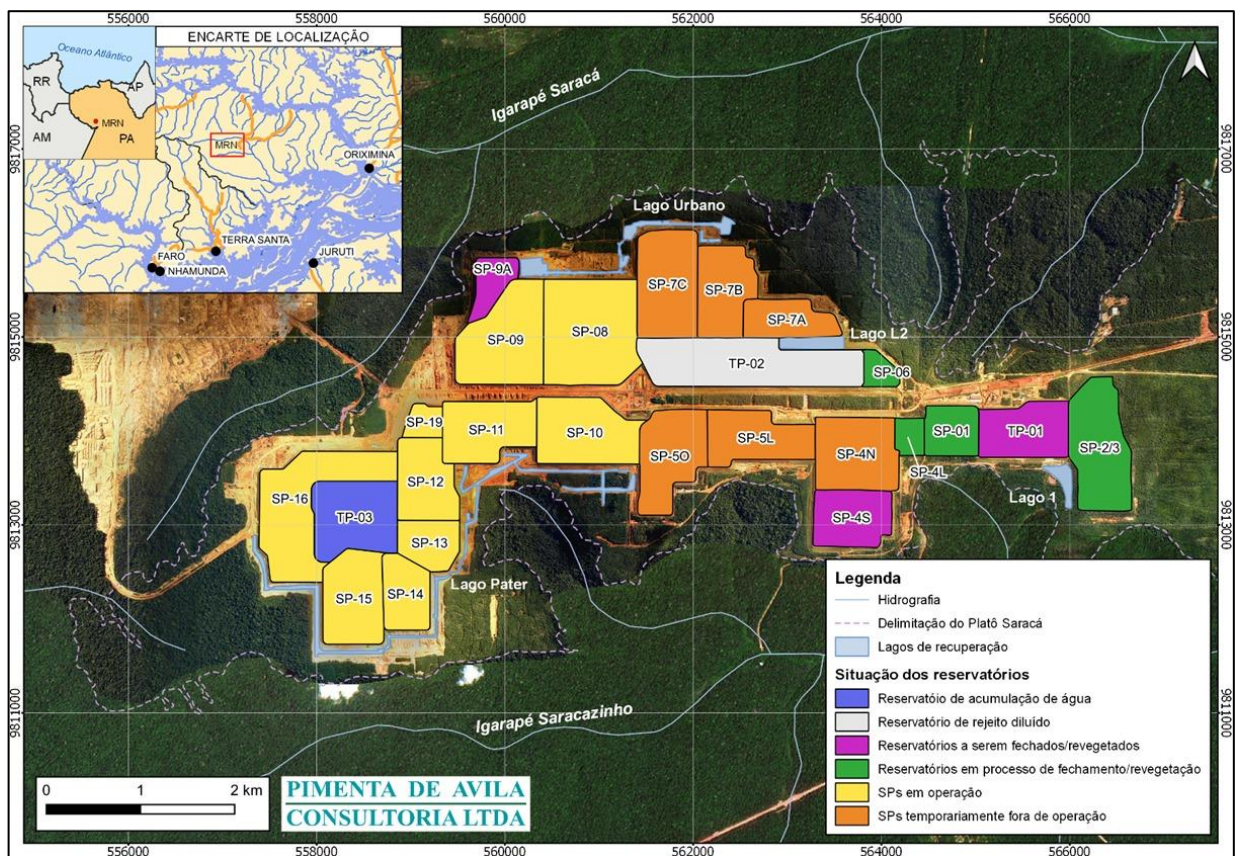 556000
558000
560000
562000
564000
566000
ENCARTE DE LOCALIZAÇÃO
Oceano Atlântico
RR
AP
MRN
AM
PA
MRN
ORIXIMINA
TERRA SANTA
FARO
NHAMUNDA
JURUTI
9817000
9817000
Igarapé Saracá
Lago Urbano
SP-9A
SP-7C
SP-7B
SP-7A
SP-09
SP-08
Lago L2
9815000
9815000
TP-02
SP-06
SP-19
SP-11
SP-10
SP-5O
SP-5L
SP-4N
SP-01
TP-01
SP-2/3
SP-4L
SP-12
SP-16
Lago 1
TP-03
SP-4S
9813000
9813000
SP-13
SP-14
SP-15
Lago Pater
Igarapé Saracazinho
9811000
9811000
Legenda
Hidrografia
Delimitação do Platô Saracá
Lagos de recuperação
Situação dos reservatórios
Reservatóio de acumulação de água
Reservatório de rejeito diluído
Reservatórios a serem fechados/revegetados
Reservatórios em processo de fechamento/revegetação
SPs em operação
SPs temporariamente fora de operação
0 1 2 km
PIMENTA DE AVILA
CONSULTORIA LTDA
556000
558000
560000
562000
564000
566000